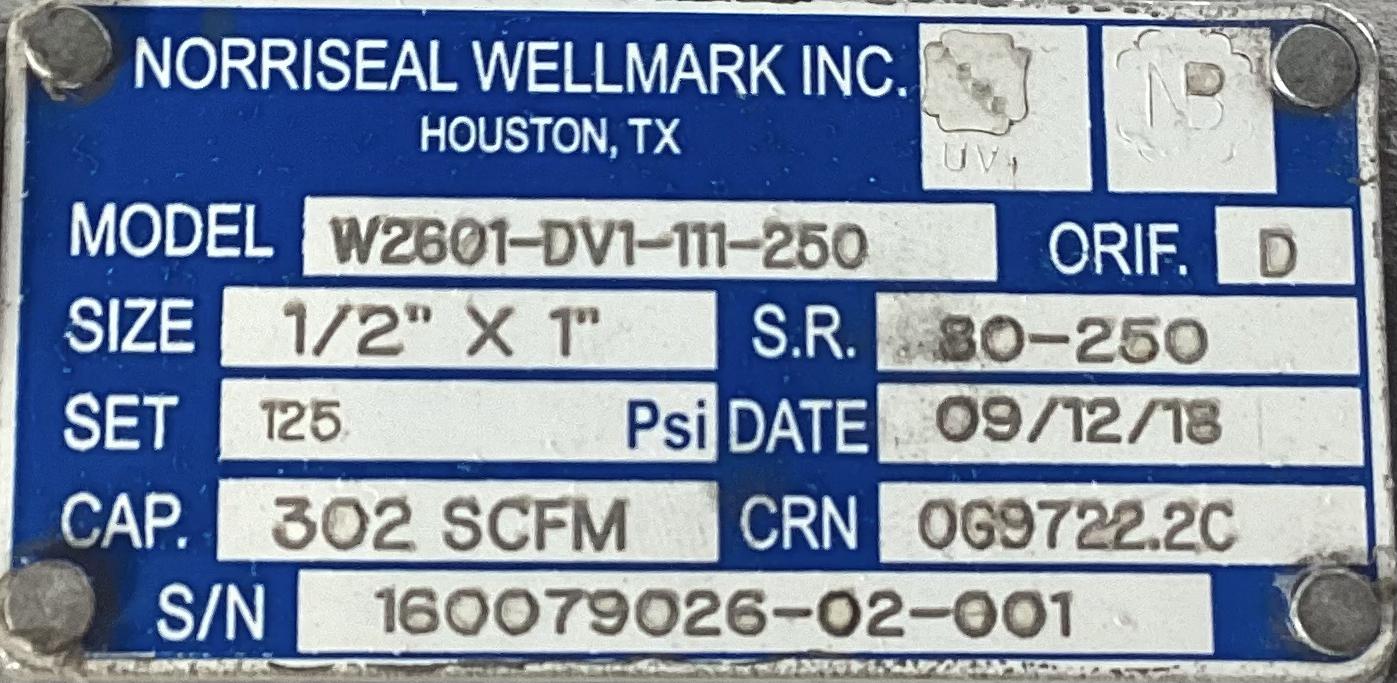 NORRISEAL WELLMARK INC.
HOUSTON, TX
UV
NB
MODEL W2601-DV1-111-250 ORIF. D
SIZE 1/2" X 1" S.R. 80-250
SET 125 Psi DATE 09/12/18
CAP. 302 SCFM CRN 0G9722.2C
S/N 160079026-02-001